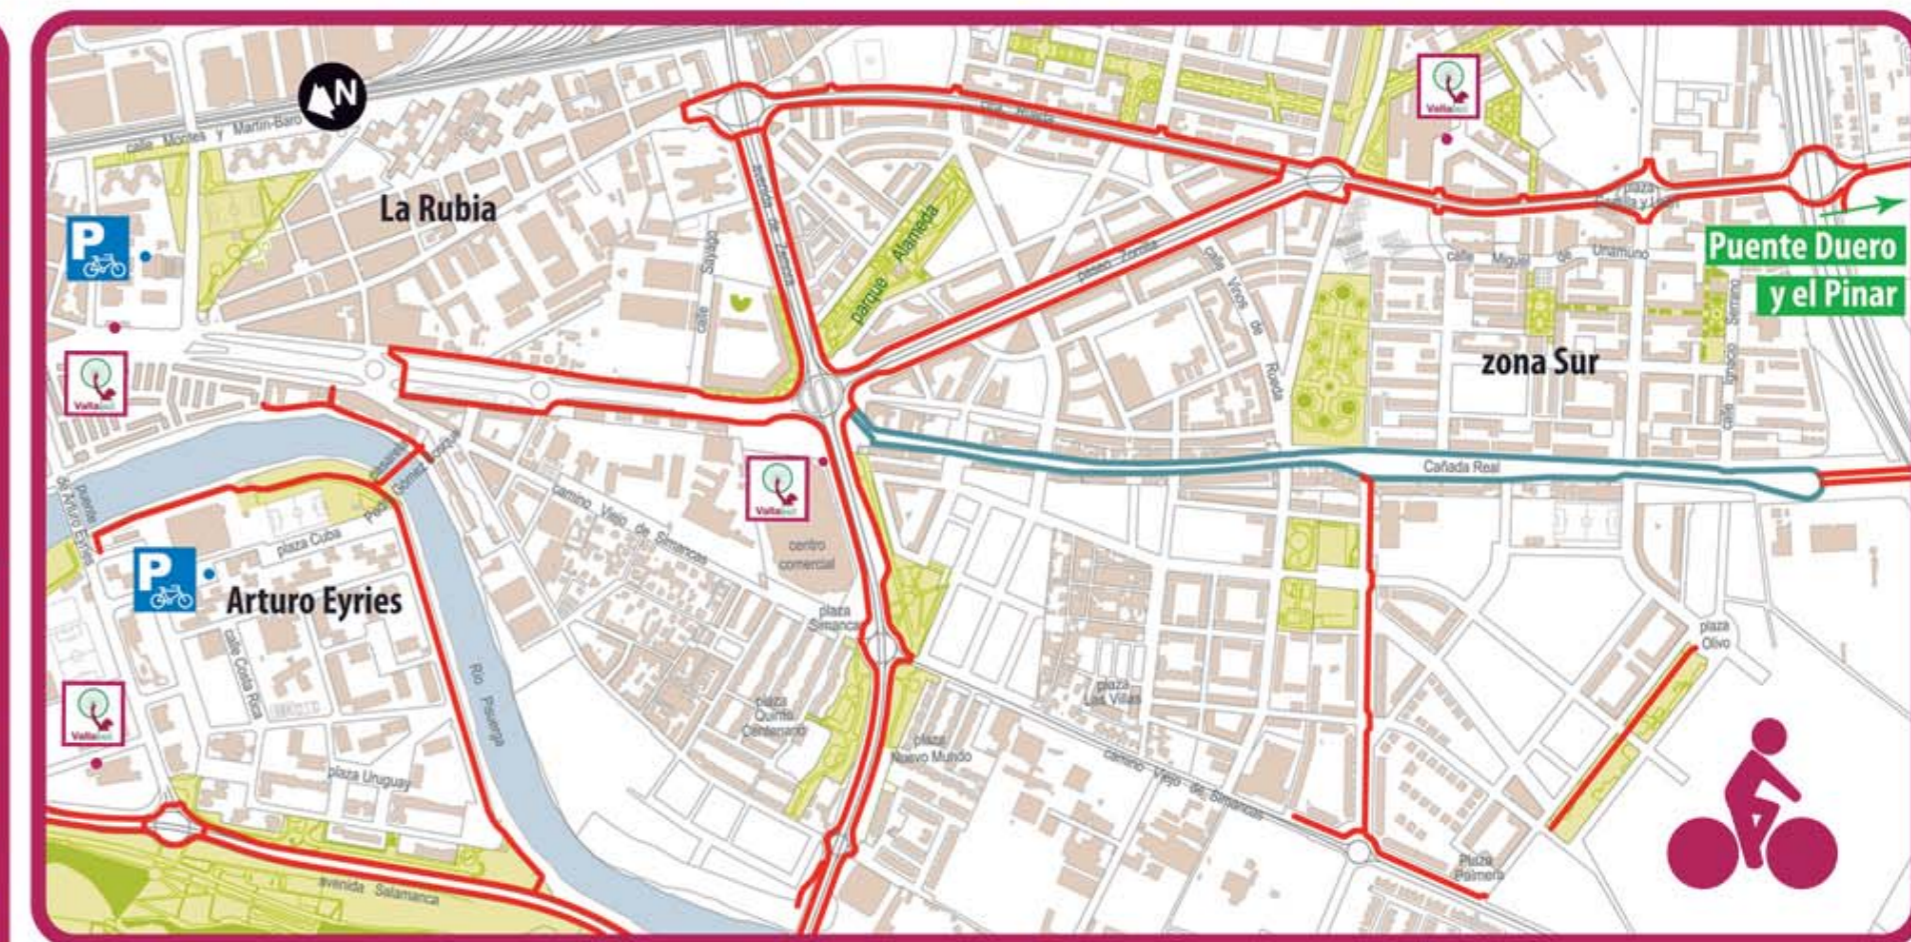 N
calle Montes y Martín-Baró
La Rubia
P
Vallabici
calle Sayago
avenida de Zamora
parque Alameda
paseo Zorrilla
calle Vinos de Rueda
Vallabici
plaza
Castilla y León
calle Miguel de Unamuno
Puente Duero
y el Pinar
zona Sur
Cañada Real
puente
de Arturo Eyries
P
Arturo Eyries
plaza Cuba
calle Costa Rica
Vallabici
plaza Uruguay
avenida Salamanca
Río Pisuerga
camino Viejo de Simancas
Vallabici
centro
comercial
plaza
Simancas
plaza
Quinto
Centenario
plaza
Nuevo Mundo
plaza
Las Villas
camino Viejo de Simancas
plaza
Olivo
Plaza
Palmera